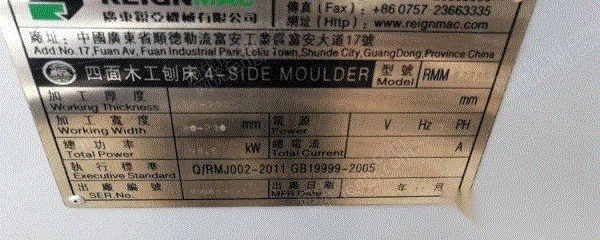 REIGNMAC
廣東銀亞機械有限公司
傳真(Fax): +86 0757-23663335
網址(Http): www.reignmac.com
地址: 中國廣東省順德勒流富安工業區富安大道17號
Add:No.17,Fuan Av,Fuan Industrial Park,Leliu Town,Shunde City,GuangDong,Province China
四面木工刨床 4-SIDE MOULDER 型號 Model RMM
加工厚度 Working Thickness mm
加工寬度 Working Width mm 電源 Power V Hz PH
總功率 Total Power kW 總電流 Total Current A
執行標準 Executive Standard Q/RMJ002-2011 GB19999-2005
出廠編號 SER.No. 出廠日期 MFR.Date 年 月